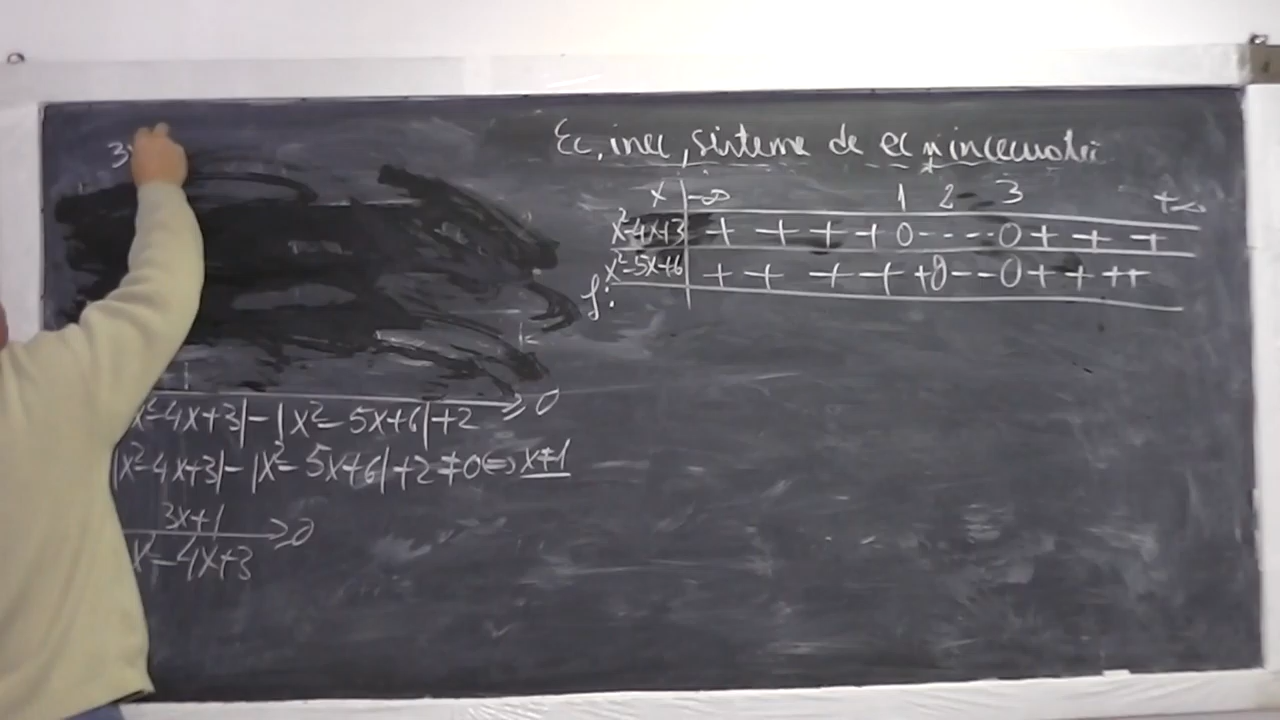 3x
x²-4x+3|-|x²-5x+6|+2 ≥0
|x²-4x+3|-|x²-5x+6|+2≠0⇔x≠1
3x+1
x²-4x+3 ≥0
Ec, inec, sisteme de ec
x -∞ 1 2 3 +∞
x²-4x+3 + + + + 0 - - - - 0 + + +
x²-5x+6 + + + + + 0 - - 0 + + + +
f: